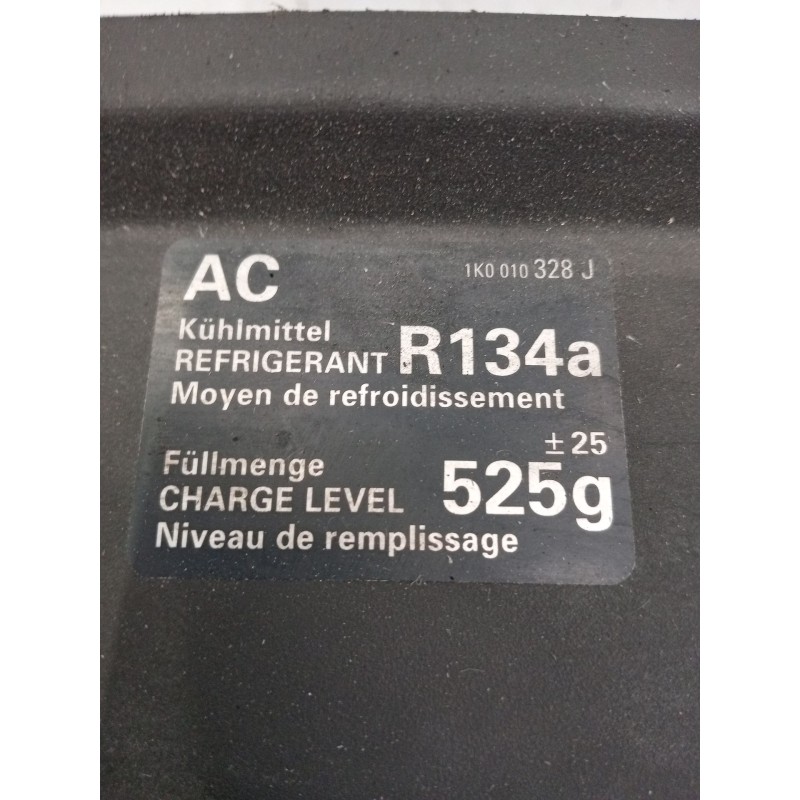 AC 1K0 010 328 J
Kühlmittel
REFRIGERANT R134a
Moyen de refroidissement
± 25
Füllmenge
CHARGE LEVEL 525g
Niveau de remplissage